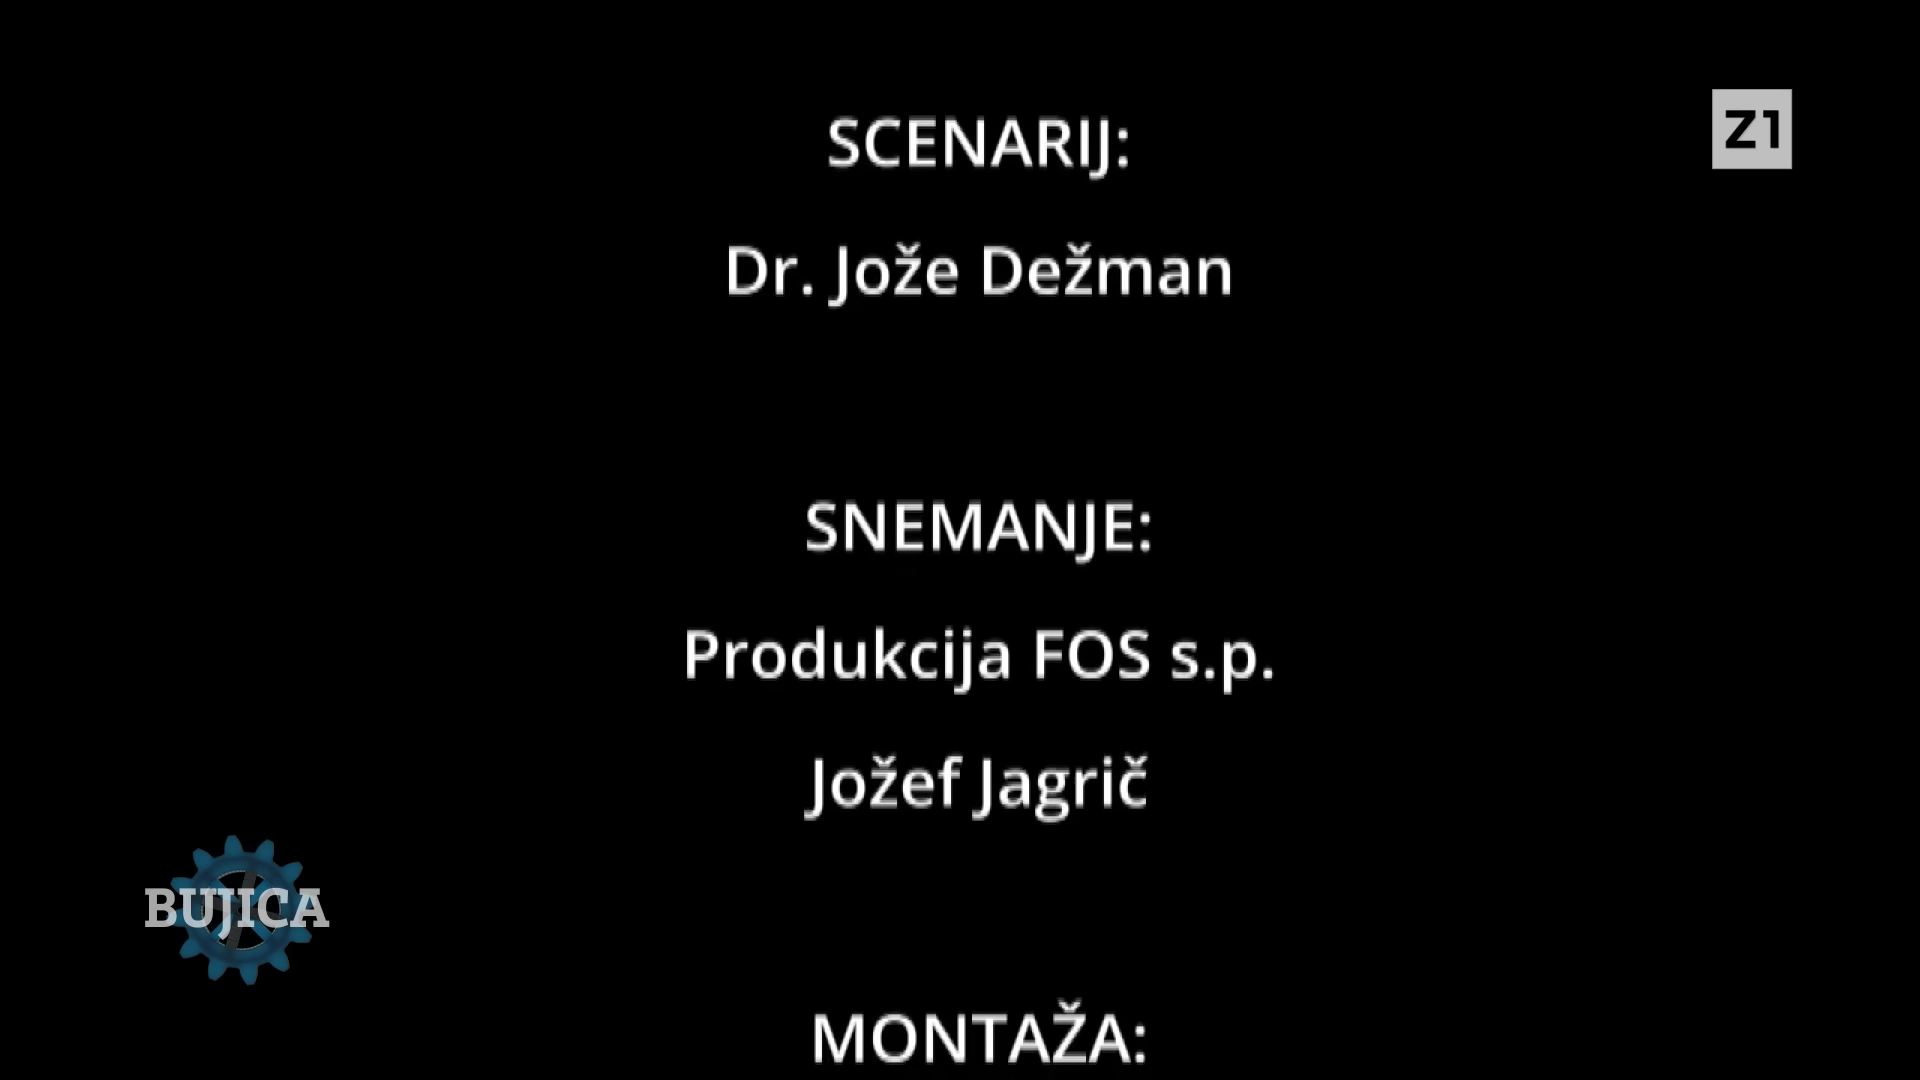 SCENARIJ:
Z1
Dr. Jože Dežman
SNEMANJE:
Produkcija FOS s.p.
Jožef Jagrič
BUJICA
MONTAŽA: